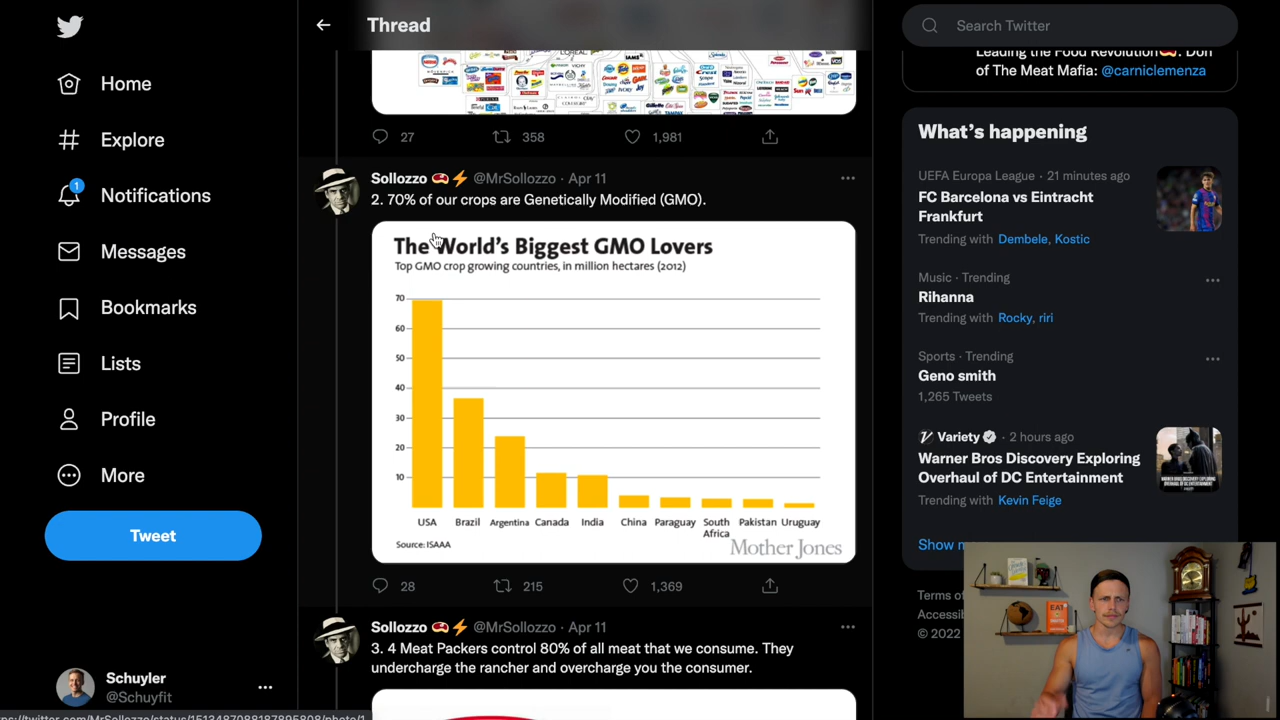 Thread
Search Twitter
Home
Explore
1
Notifications
Messages
Bookmarks
Lists
Profile
More
Tweet
Schuyler
@Schuyfit
27
358
1,981
Sollozzo @MrSollozzo · Apr 11
2. 70% of our crops are Genetically Modified (GMO).
The World's Biggest GMO Lovers
Top GMO crop growing countries, in million hectares (2012)
70
60
50
40
30
20
10
USA Brazil Argentina Canada India China Paraguay South Africa Pakistan Uruguay
Source: ISAAA
Mother Jones
28
215
1,369
Sollozzo @MrSollozzo · Apr 11
3. 4 Meat Packers control 80% of all meat that we consume. They
undercharge the rancher and overcharge you the consumer.
Leading the Food Revolution. Don
of The Meat Mafia: @carniclemenza
What's happening
UEFA Europa League · 21 minutes ago
FC Barcelona vs Eintracht
Frankfurt
Trending with Dembele, Kostic
Music · Trending
Rihanna
Trending with Rocky, riri
Sports · Trending
Geno smith
1,265 Tweets
Variety · 2 hours ago
Warner Bros Discovery Exploring
Overhaul of DC Entertainment
Trending with Kevin Feige
Show
Terms of
Accessib
© 2022
EAT